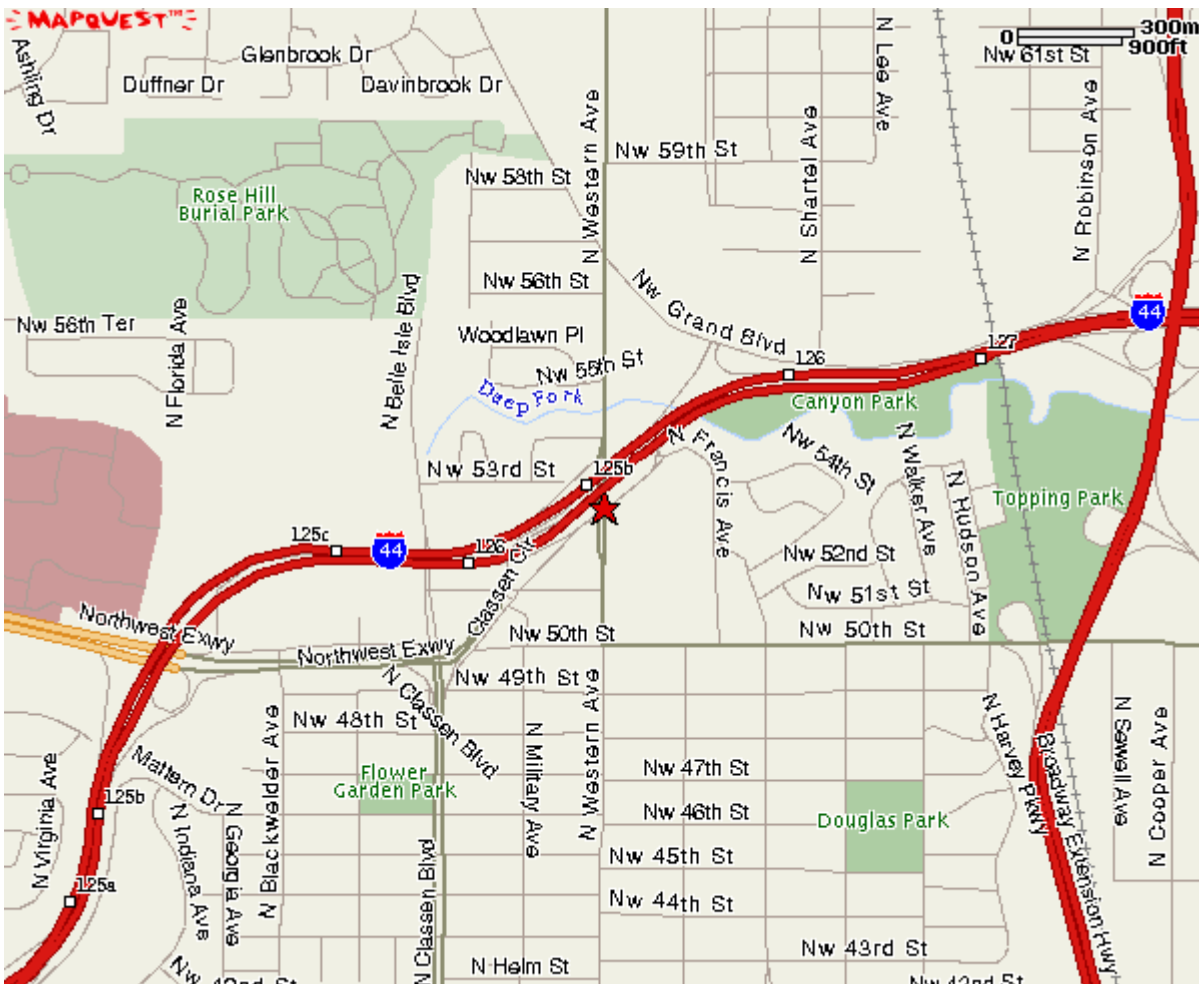 MAPQUEST™
0 300m
900ft
Glenbrook Dr
Nw 61st St
Ashling Dr
Duffner Dr
Davinbrook Dr
N Lee Ave
N Western Ave
N Shartel Ave
N Robinson Ave
Nw 59th St
Nw 58th St
Rose Hill
Burial Park
Nw 56th St
N Belle Isle Blvd
Nw Grand Blvd
44
Nw 56th Ter
N Florida Ave
Woodlawn Pl
127
126
Nw 55th St
Deep Fork
Canyon Park
N Francis Ave
Nw 54th St
N Walker Ave
Nw 53rd St
125b
N Hudson Ave
Topping Park
125c
44
126
Classen Cir
Nw 52nd St
Nw 51st St
Northwest Exwy
Nw 50th St
Nw 50th St
Northwest Exwy
Nw 49th St
N Classen Blvd
Nw 48th St
N Western Ave
N Military Ave
N Harvey Pkwy
Broadway Extension Hwy
N Sewell Ave
N Cooper Ave
Mattern Dr
N Blackwelder Ave
Nw 47th St
Flower
Garden Park
N Virginia Ave
125b
N Indiana Ave
N Georgia Ave
Nw 46th St
Douglas Park
N Classen Blvd
Nw 45th St
125a
Nw 44th St
Nw 43rd St
N Helm St
Nw 42nd St
Nw 42nd St